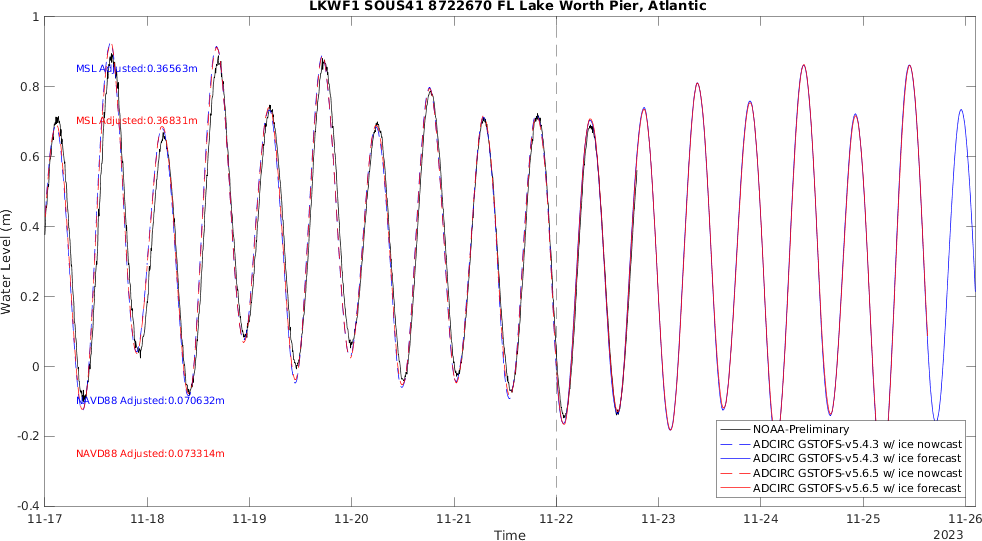 LKWF1 SOUS41 8722670 FL Lake Worth Pier, Atlantic
Water Level (m)
1
0.8
0.6
0.4
0.2
0
-0.2
-0.4
MSL Adjusted:0.36563m
MSL Adjusted:0.36831m
NAVD88 Adjusted:0.070632m
NAVD88 Adjusted:0.073314m
NOAA-Preliminary
ADCIRC GSTOFS-v5.4.3 w/ ice nowcast
ADCIRC GSTOFS-v5.4.3 w/ ice forecast
ADCIRC GSTOFS-v5.6.5 w/ ice nowcast
ADCIRC GSTOFS-v5.6.5 w/ ice forecast
11-17 11-18 11-19 11-20 11-21 11-22 11-23 11-24 11-25 11-26
Time
2023